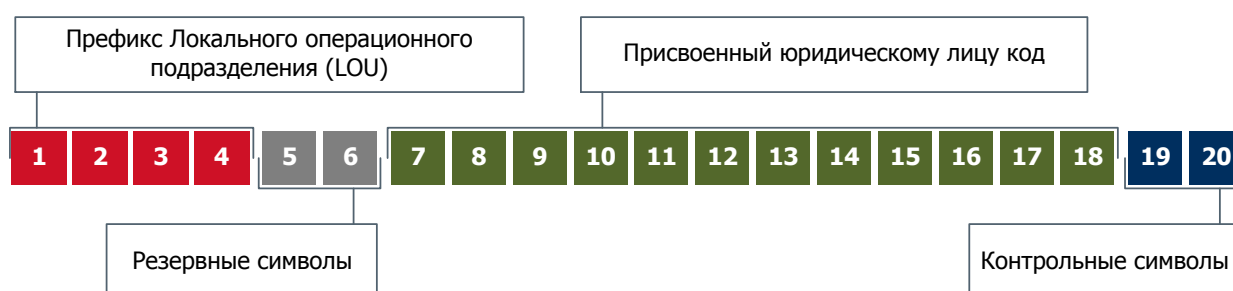 Префикс Локального операционного
подразделения (LOU)
Присвоенный юридическому лицу код
1 2 3 4 5 6 7 8 9 10 11 12 13 14 15 16 17 18 19 20
Резервные символы
Контрольные символы